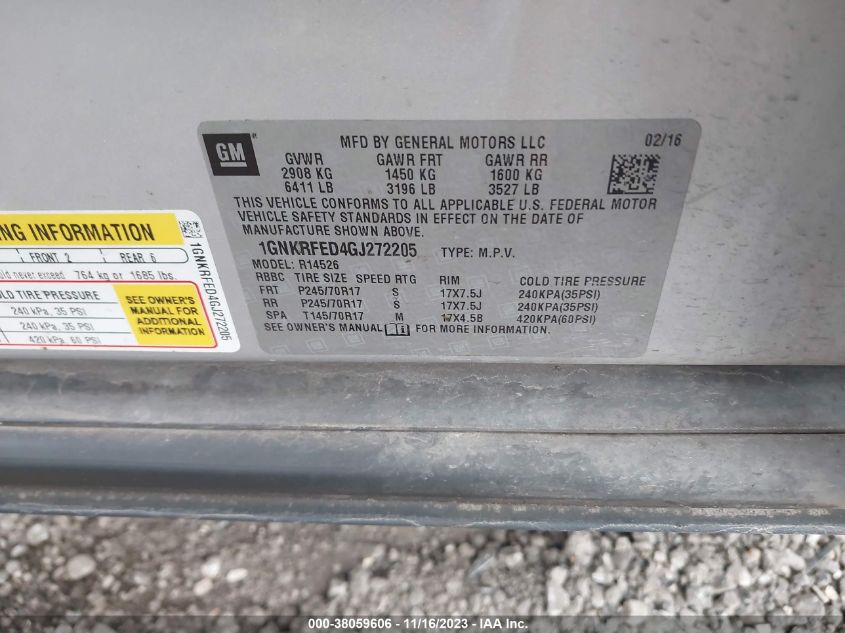 GM
MFD BY GENERAL MOTORS LLC 02/16
GVWR GAWR FRT GAWR RR
2908 KG 1450 KG 1600 KG
6411 LB 3196 LB 3527 LB
THIS VEHICLE CONFORMS TO ALL APPLICABLE U.S. FEDERAL MOTOR
VEHICLE SAFETY STANDARDS IN EFFECT ON THE DATE OF
MANUFACTURE SHOWN ABOVE.
1GNKRFED4GJ272205 TYPE: M.P.V.
MODEL: R14526
RBBC TIRE SIZE SPEED RTG RIM COLD TIRE PRESSURE
FRT P245/70R17 S 17X7.5J 240KPA(35PSI)
RR P245/70R17 S 17X7.5J 240KPA(35PSI)
SPA T145/70R17 M 17X4.5B 420KPA(60PSI)
SEE OWNER'S MANUAL FOR MORE INFORMATION.
NG INFORMATION
FRONT 2 REAR 6
never exceed 764 kg or 1685 lbs.
TIRE PRESSURE
240 kPa, 35 PSI
240 kPa, 35 PSI
420 kPa, 60 PSI
SEE OWNER'S
MANUAL FOR
ADDITIONAL
INFORMATION
1GNKRFED4GJ272205
000-38059606 - 11/16/2023 - IAA Inc.